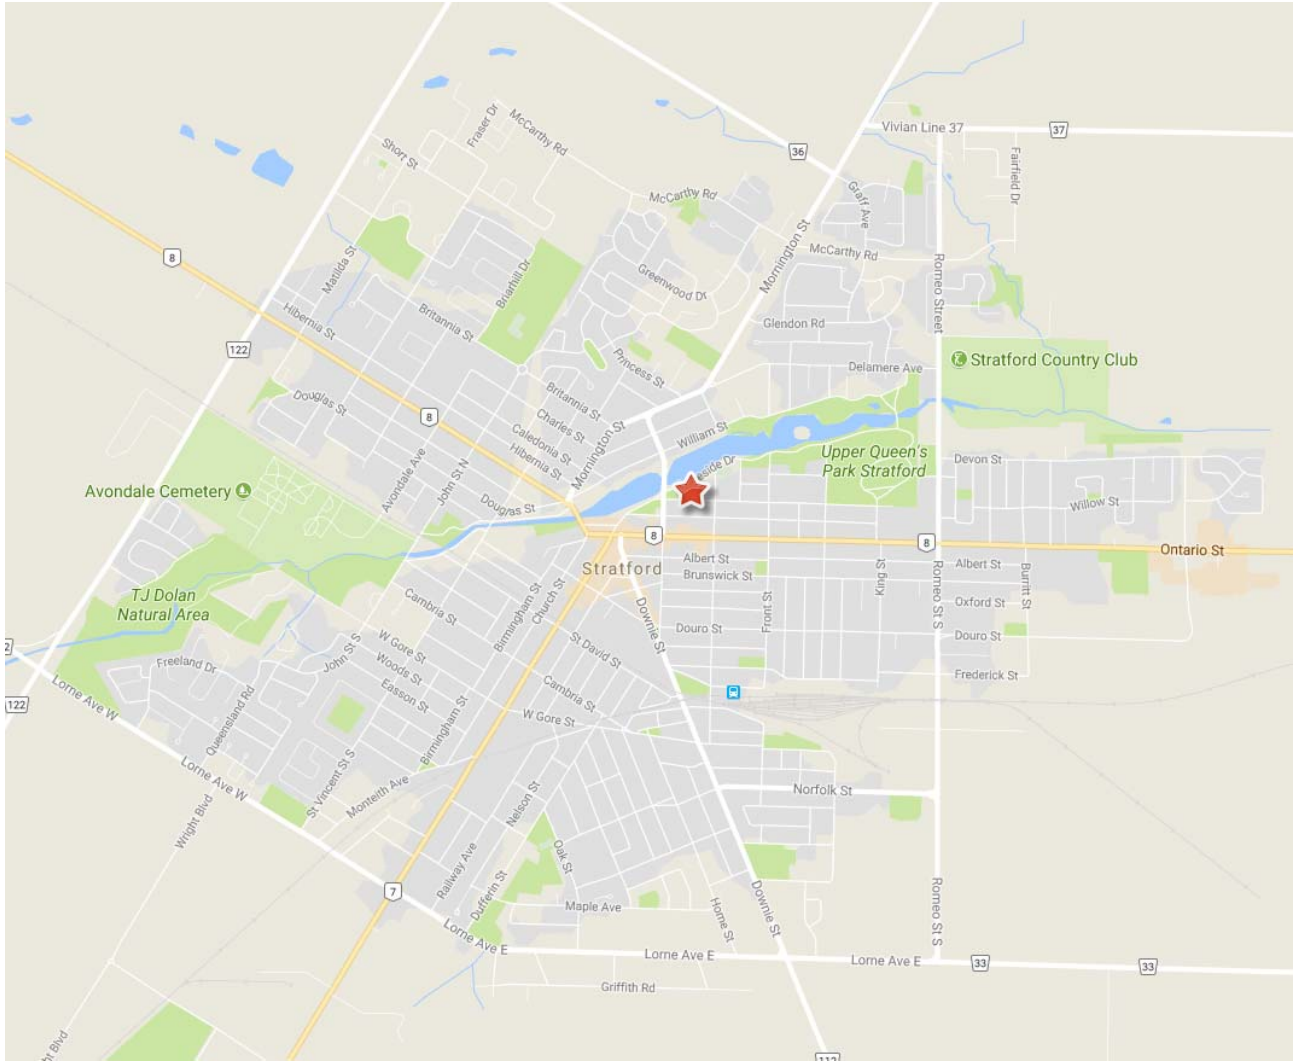 Vivian Line 37
37
36
Fraser Dr
McCarthy Rd
Short St
Fairfield Dr
McCarthy Rd
Graff Ave
Mornington St
McCarthy Rd
8
Matilda St
Briarhill Dr
Greenwood Dr
Romeo Street
Hibernia St
Britannia St
Glendon Rd
122
Princess St
Stratford Country Club
Delamere Ave
Douglas St
8
Britannia St
Charles St
Caledonia St
Hibernia St
Mornington St
William St
Upper Queen's
Park Stratford
Devon St
Avondale Ave
John St N
Avondale Cemetery
Douglas St
Willow St
8
8
Ontario St
Stratford
Albert St
Brunswick St
King St
Albert St
Burritt St
TJ Dolan
Natural Area
Cambria St
Birmingham St
Church St
Downie St
Front St
Romeo St S
Oxford St
Douro St
Douro St
W Gore St
John St S
St David St
Freeland Dr
Woods St
Easson St
Cambria St
Frederick St
Lorne Ave W
122
Queensland Rd
Birmingham St
W Gore St
Lorne Ave W
St Vincent St S
Monteith Ave
Nelson St
Norfolk St
Wright Blvd
Railway Ave
Oak St
7
Dufferin St
Maple Ave
Home St
Downie St
Romeo St S
Lorne Ave E
Lorne Ave E
Lorne Ave E
33
33
Griffith Rd
112